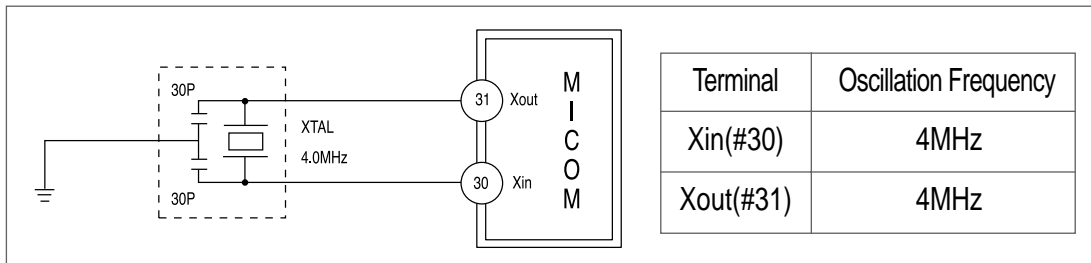 30P
XTAL
4.0MHz
30P
31 Xout
30 Xin
M
I
C
O
M
Terminal Oscillation Frequency
Xin(#30) 4MHz
Xout(#31) 4MHz